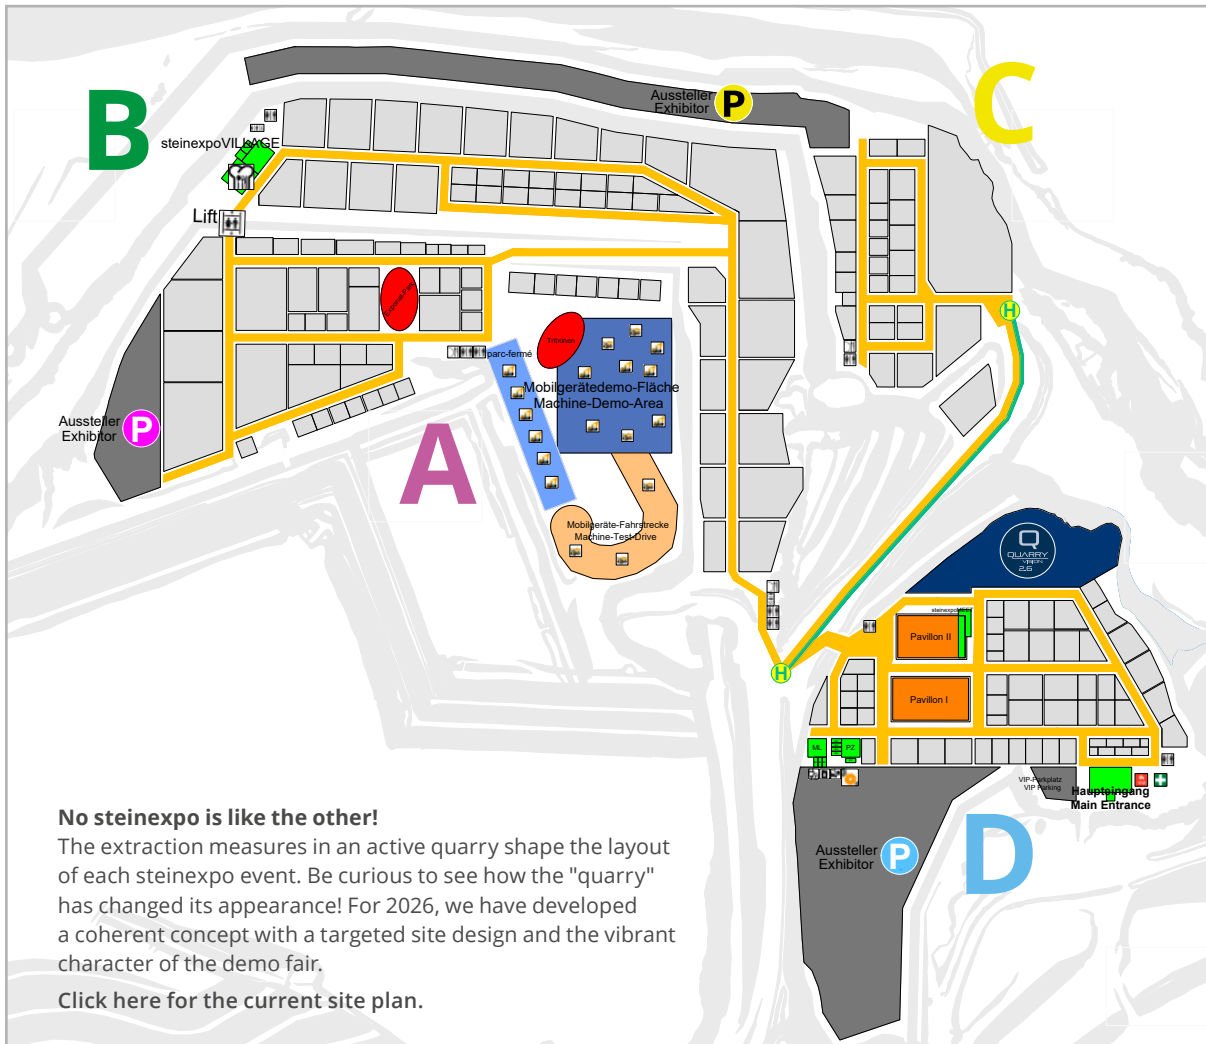 B
C
Aussteller
Exhibitor
P
steinexpoVILLAGE
Lift
Exponat-Park
H
Tribünen
parc-fermé
Mobilgerätedemo-Fläche
Machine-Demo-Area
Aussteller
Exhibitor
P
A
Mobilgeräte-Fahrstrecke
Machine-Test-Drive
Q
QUARRY
VISION
2.6
Pavillon II
H
Pavillon I
ML
PZ
VIP-Parkplatz
VIP Parking
Haupteingang
Main Entrance
D
Aussteller
Exhibitor
P
No steinexpo is like the other!
The extraction measures in an active quarry shape the layout
of each steinexpo event. Be curious to see how the "quarry"
has changed its appearance! For 2026, we have developed
a coherent concept with a targeted site design and the vibrant
character of the demo fair.
Click here for the current site plan.